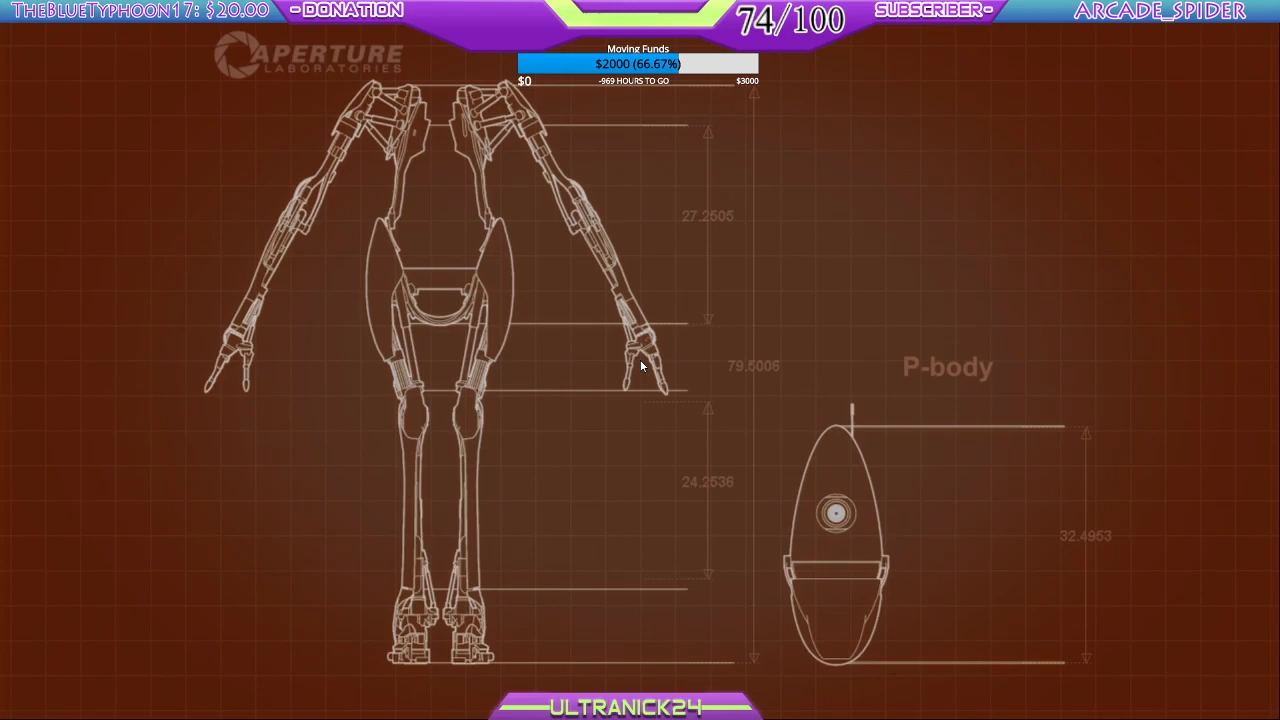 TheBlueTyphoon17: $20.00
-Donation
74/100
Subscriber-
Arcade_Spider
APERTURE
LABORATORIES
Moving Funds
$2000 (66.67%)
$0
-969 HOURS TO GO
$3000
27.2505
79.5006
P-body
24.2536
32.4953
ULTRANICK24